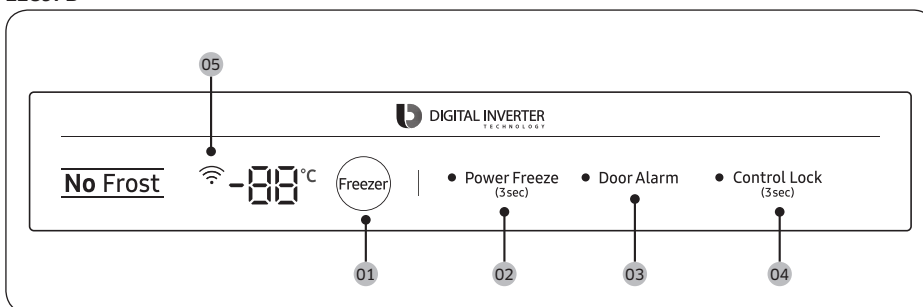 05
DIGITAL INVERTER
TECHNOLOGY
No Frost
-88°C
Freezer
Power Freeze
(3sec)
Door Alarm
Control Lock
(3sec)
01
02
03
04